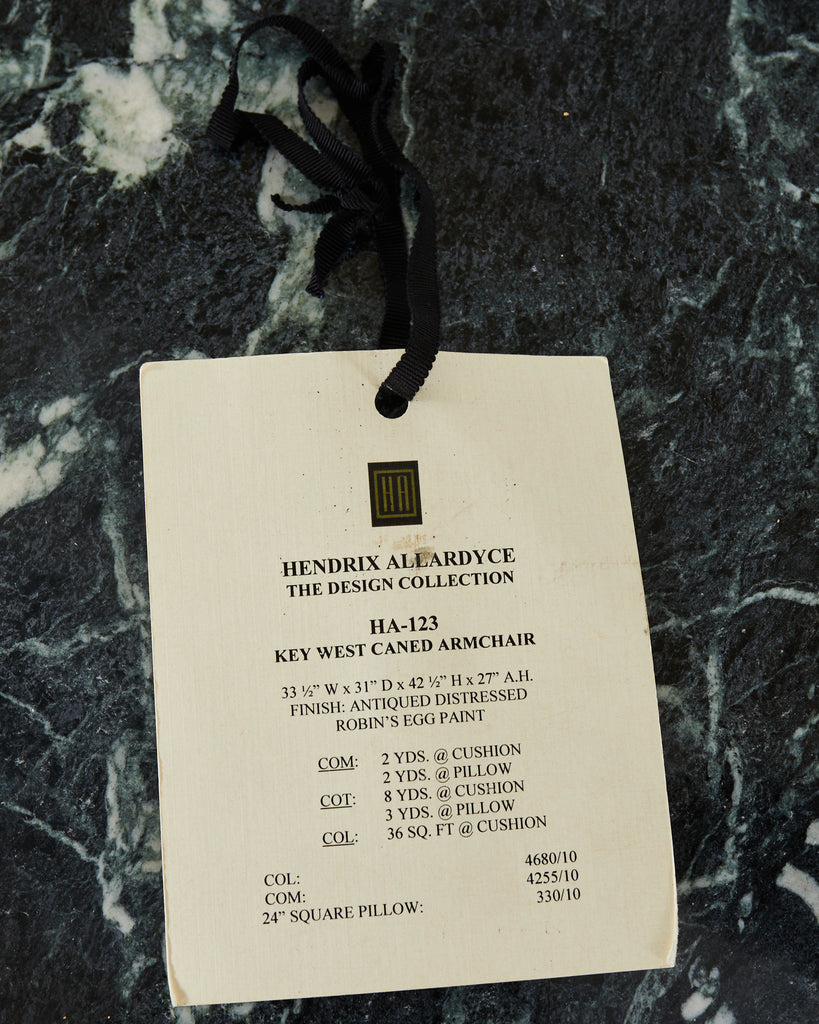 HA
HENDRIX ALLARDYCE
THE DESIGN COLLECTION
HA-123
KEY WEST CANED ARMCHAIR
33 ½” W x 31” D x 42 ½” H x 27” A.H.
FINISH: ANTIQUED DISTRESSED
ROBIN’S EGG PAINT
COM: 2 YDS. @ CUSHION
2 YDS. @ PILLOW
COT: 8 YDS. @ CUSHION
3 YDS. @ PILLOW
COL: 36 SQ. FT @ CUSHION
COL: 4680/10
COM: 4255/10
24” SQUARE PILLOW: 330/10